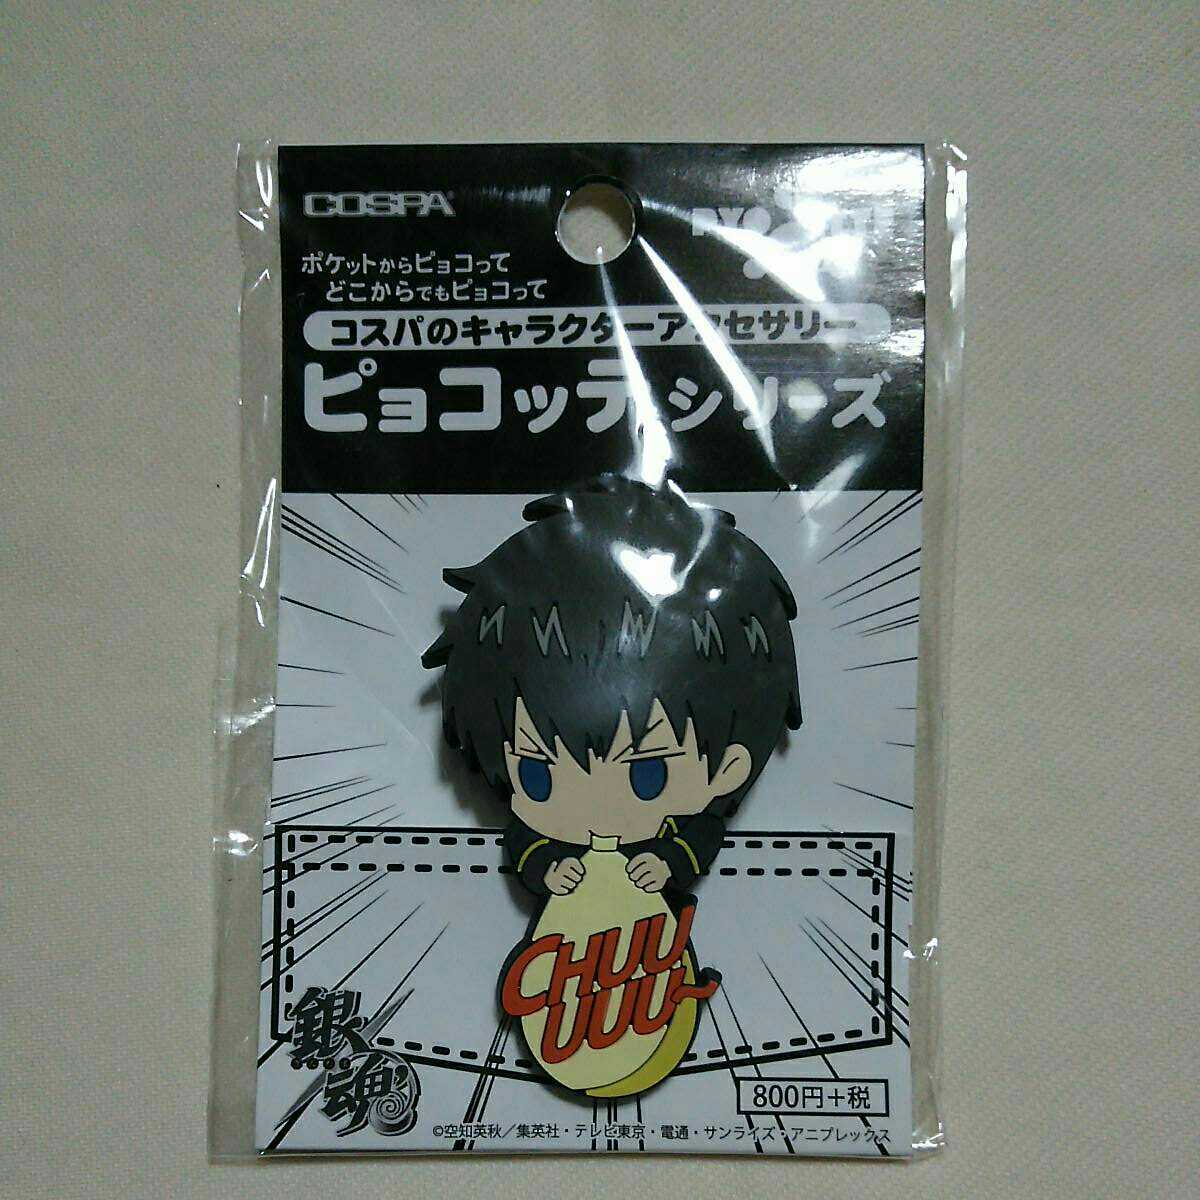 COSPA
ポケットからピョコって
どこからでもピョコって
コスパのキャラクターアクセサリー
ピョコッテシリーズ
CHUU
UUU~
銀魂
800円+税
©空知英秋／集英社・テレビ東京・電通・サンライズ・アニプレックス